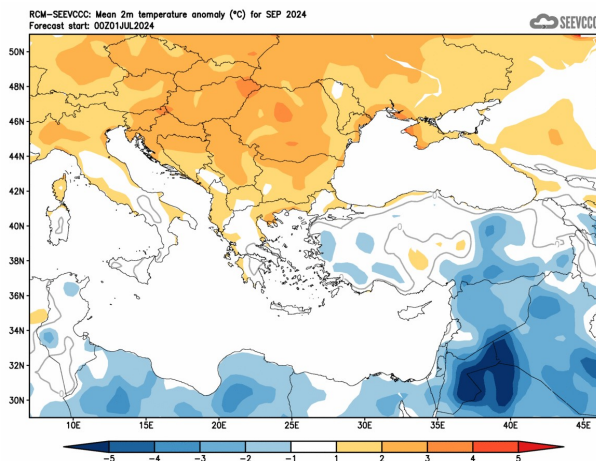 RCM-SEEVCCC: Mean 2m temperature anomaly (°C) for SEP 2024
Forecast start: 00Z01JUL2024
SEEVCCC
50N
48N
46N
44N
42N
40N
38N
36N
34N
32N
30N
10E 15E 20E 25E 30E 35E 40E 45E
-5 -4 -3 -2 -1 1 2 3 4 5